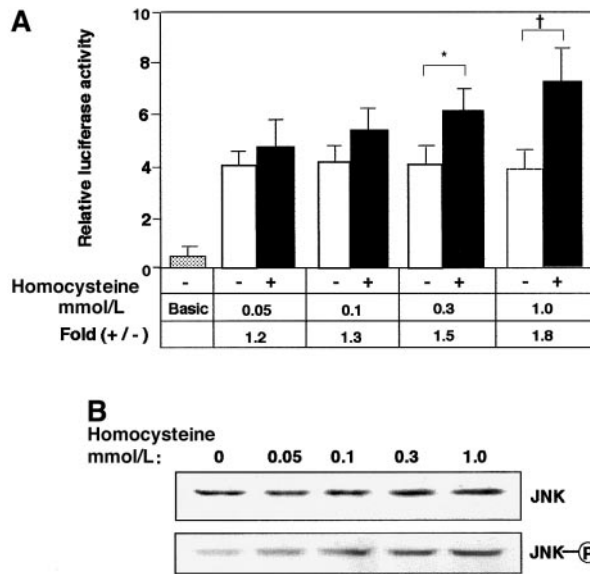 A
Relative luciferase activity
10
8
6
4
2
0
*
†
Homocysteine - - + - + - + - +
mmol/L Basic 0.05 0.1 0.3 1.0
Fold (+ / -) 1.2 1.3 1.5 1.8
B
Homocysteine
mmol/L: 0 0.05 0.1 0.3 1.0
JNK
JNK—Ⓟ